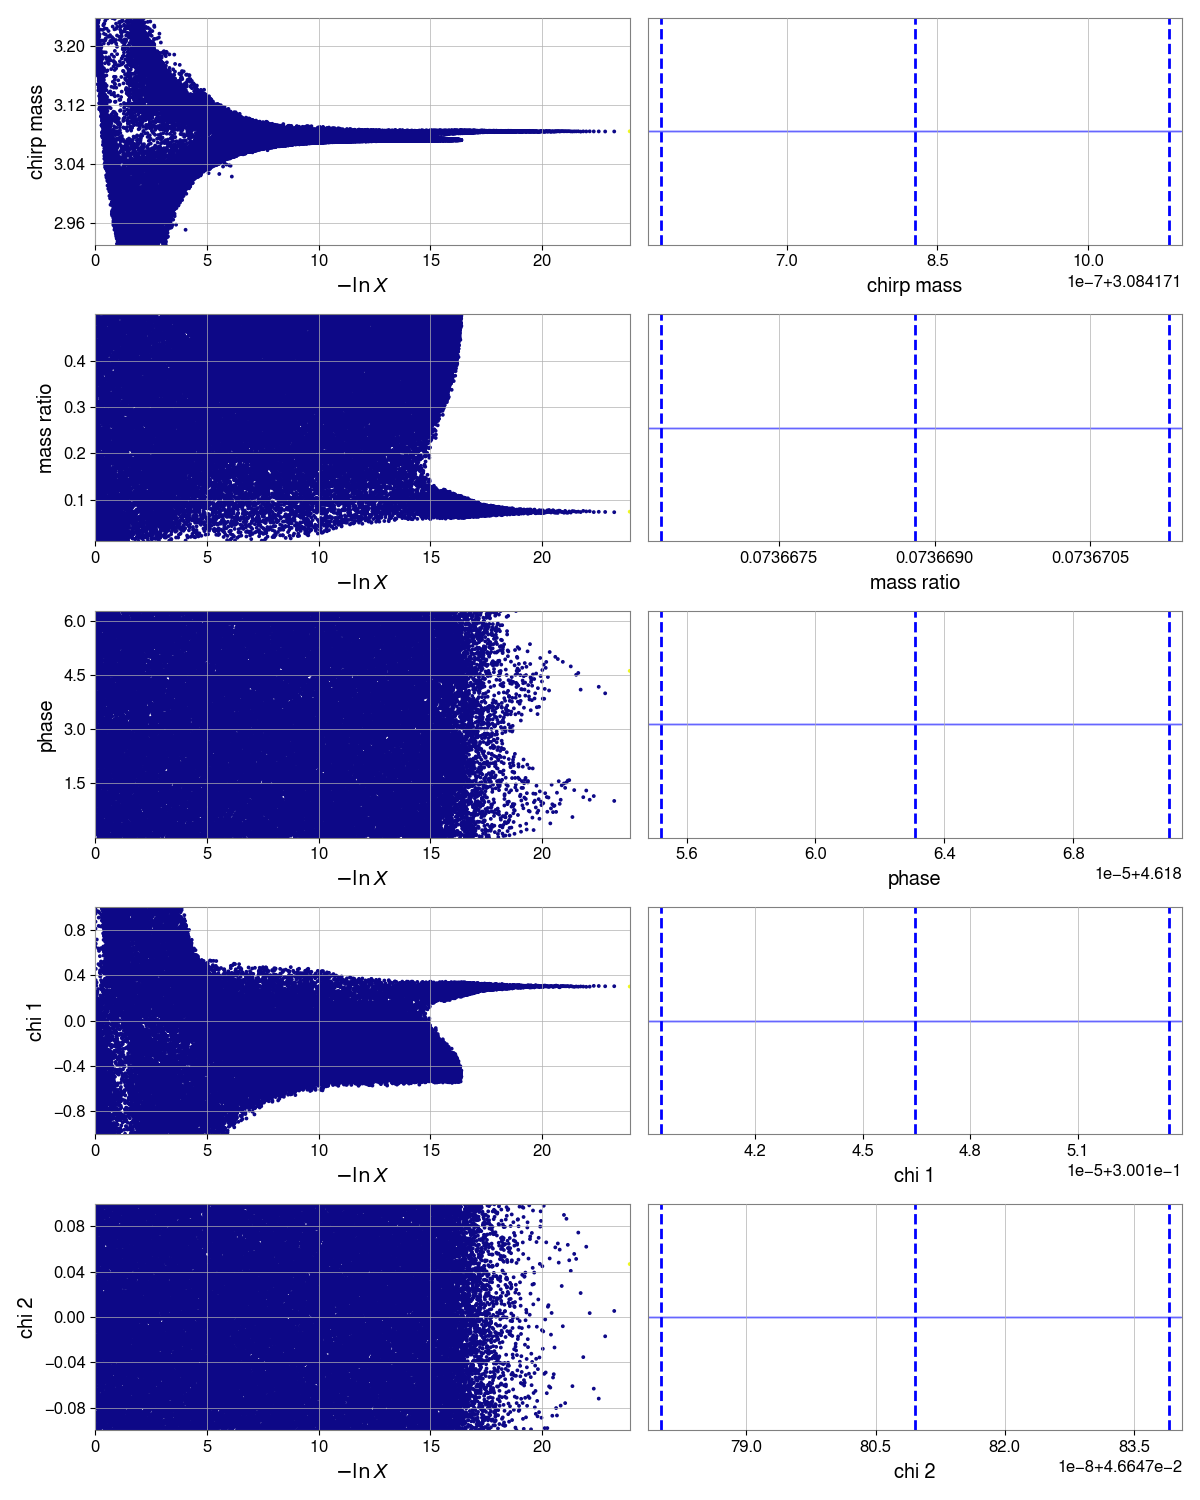 chirp mass
3.20
3.12
3.04
2.96
0 5 10 15 20
−ln X
7.0 8.5 10.0
1e−7+3.084171
chirp mass
mass ratio
0.4
0.3
0.2
0.1
0 5 10 15 20
−ln X
0.0736675 0.0736690 0.0736705
mass ratio
phase
6.0
4.5
3.0
1.5
0 5 10 15 20
−ln X
5.6 6.0 6.4 6.8
1e−5+4.618
phase
chi 1
0.8
0.4
0.0
−0.4
−0.8
0 5 10 15 20
−ln X
4.2 4.5 4.8 5.1
1e−5+3.001e−1
chi 1
chi 2
0.08
0.04
0.00
−0.04
−0.08
0 5 10 15 20
−ln X
79.0 80.5 82.0 83.5
1e−8+4.6647e−2
chi 2